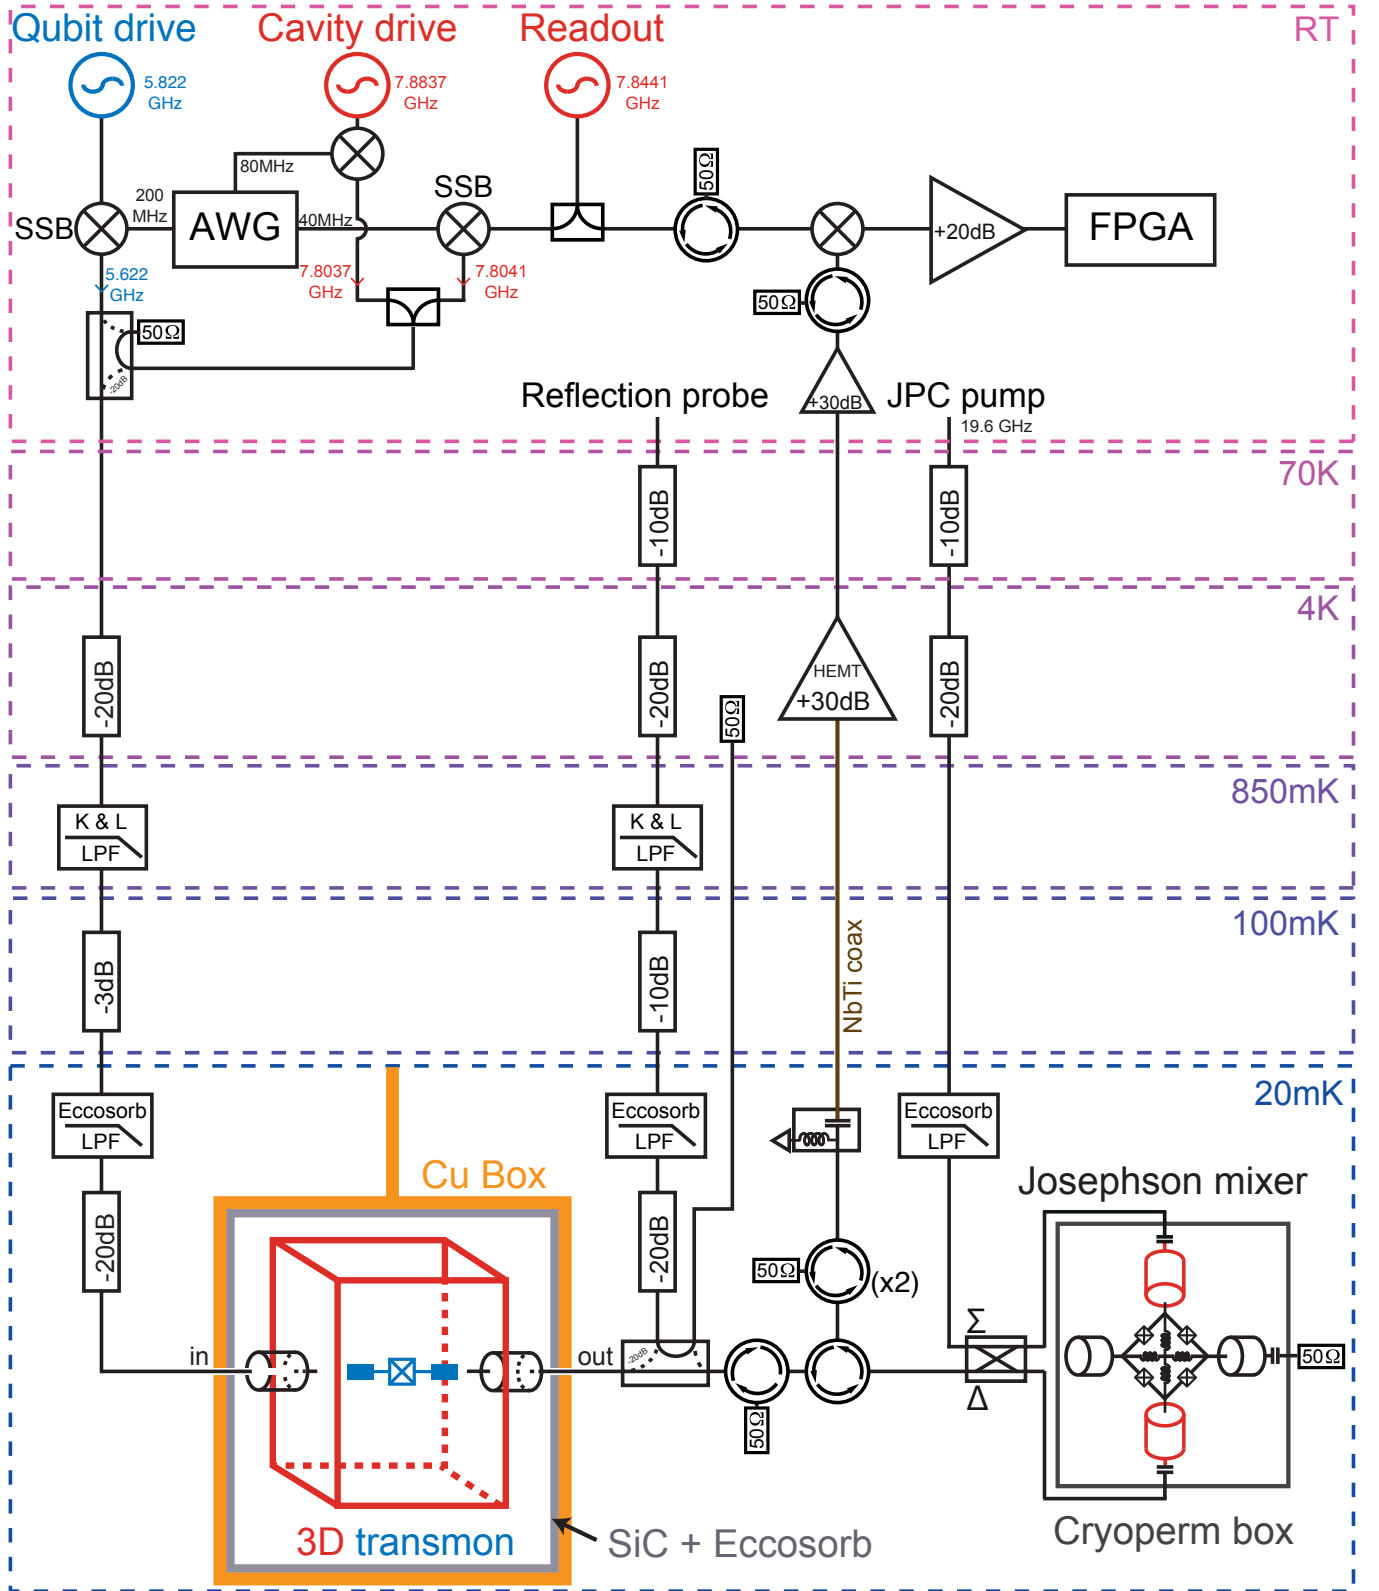 Qubit drive
Cavity drive
Readout
RT
5.822
GHz
7.8837
GHz
7.8441
GHz
80MHz
50Ω
SSB
200
MHz
SSB
AWG
40MHz
+20dB
FPGA
5.622
GHz
7.8037
GHz
7.8041
GHz
50Ω
50Ω
-20dB
Reflection probe
+30dB
JPC pump
19.6 GHz
70K
-10dB
-10dB
4K
-20dB
-20dB
HEMT
+30dB
-20dB
50Ω
850mK
K & L
LPF
K & L
LPF
100mK
-3dB
-10dB
NbTi coax
20mK
Eccosorb
LPF
Eccosorb
LPF
Eccosorb
LPF
Cu Box
Josephson mixer
-20dB
-20dB
50Ω
(x2)
Σ
in
out
-20dB
50Ω
Δ
50Ω
3D transmon
SiC + Eccosorb
Cryoperm box